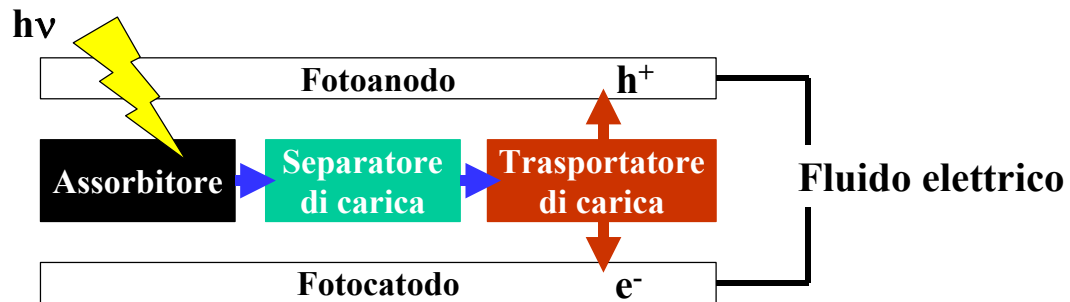 hν
Fotoanodo h⁺
Assorbitore
Separatore
di carica
Trasportatore
di carica
Fluido elettrico
Fotocatodo e⁻